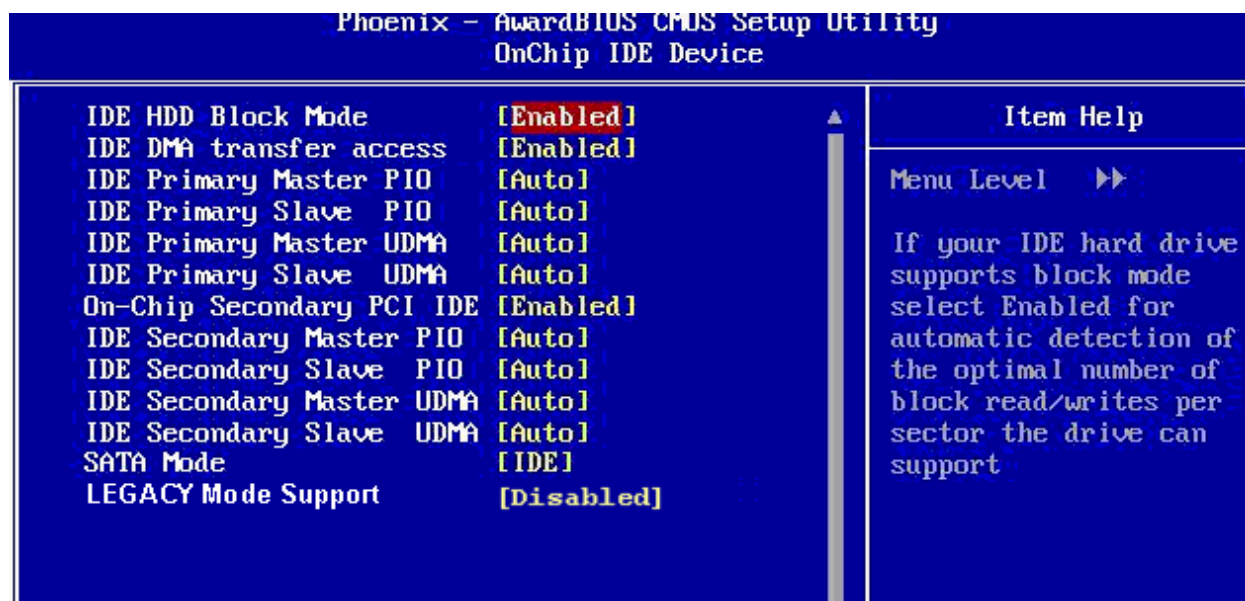 Phoenix - AwardBIOS CMOS Setup Utility
OnChip IDE Device
IDE HDD Block Mode [Enabled]
IDE DMA transfer access [Enabled]
IDE Primary Master PIO [Auto]
IDE Primary Slave PIO [Auto]
IDE Primary Master UDMA [Auto]
IDE Primary Slave UDMA [Auto]
On-Chip Secondary PCI IDE [Enabled]
IDE Secondary Master PIO [Auto]
IDE Secondary Slave PIO [Auto]
IDE Secondary Master UDMA [Auto]
IDE Secondary Slave UDMA [Auto]
SATA Mode [IDE]
LEGACY Mode Support [Disabled]
Item Help
Menu Level
If your IDE hard drive
supports block mode
select Enabled for
automatic detection of
the optimal number of
block read/writes per
sector the drive can
support